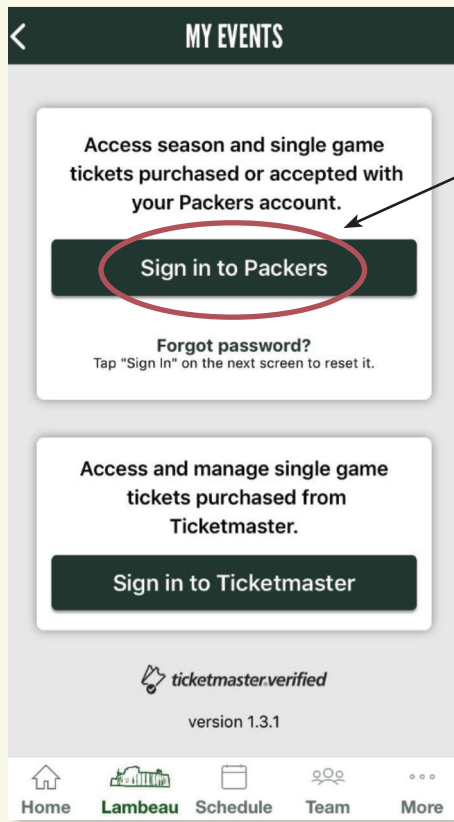 MY EVENTS
Access season and single game
tickets purchased or accepted with
your Packers account.
Sign in to Packers
Forgot password?
Tap "Sign In" on the next screen to reset it.
Access and manage single game
tickets purchased from
Ticketmaster.
Sign in to Ticketmaster
ticketmaster verified
version 1.3.1
Home Lambeau Schedule Team More